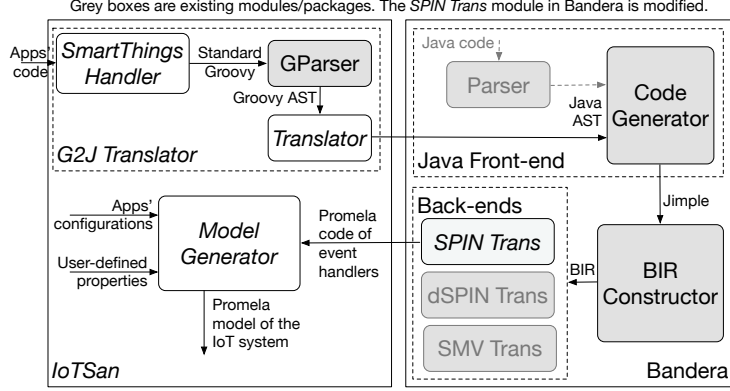 Grey boxes are existing modules/packages. The SPIN Trans module in Bandera is modified.
Apps'
code
SmartThings
Handler
Standard
Groovy
GParser
Groovy AST
Translator
G2J Translator
Java code
Parser
Java
AST
Code
Generator
Java Front-end
Jimple
Apps'
configurations
User-defined
properties
Model
Generator
Promela
code of
event
handlers
Promela
model of the
IoT system
IoTSan
Back-ends
SPIN Trans
dSPIN Trans
SMV Trans
BIR
BIR
Constructor
Bandera